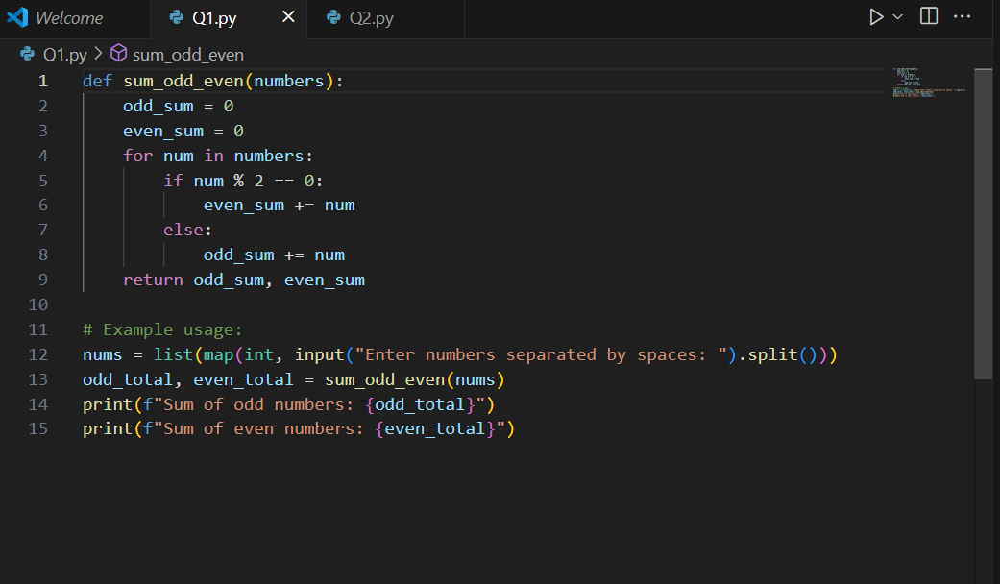 Welcome Q1.py Q2.py
Q1.py > sum_odd_even
1 def sum_odd_even(numbers):
2     odd_sum = 0
3     even_sum = 0
4     for num in numbers:
5         if num % 2 == 0:
6             even_sum += num
7         else:
8             odd_sum += num
9     return odd_sum, even_sum
10
11 # Example usage:
12 nums = list(map(int, input("Enter numbers separated by spaces: ").split()))
13 odd_total, even_total = sum_odd_even(nums)
14 print(f"Sum of odd numbers: {odd_total}")
15 print(f"Sum of even numbers: {even_total}")